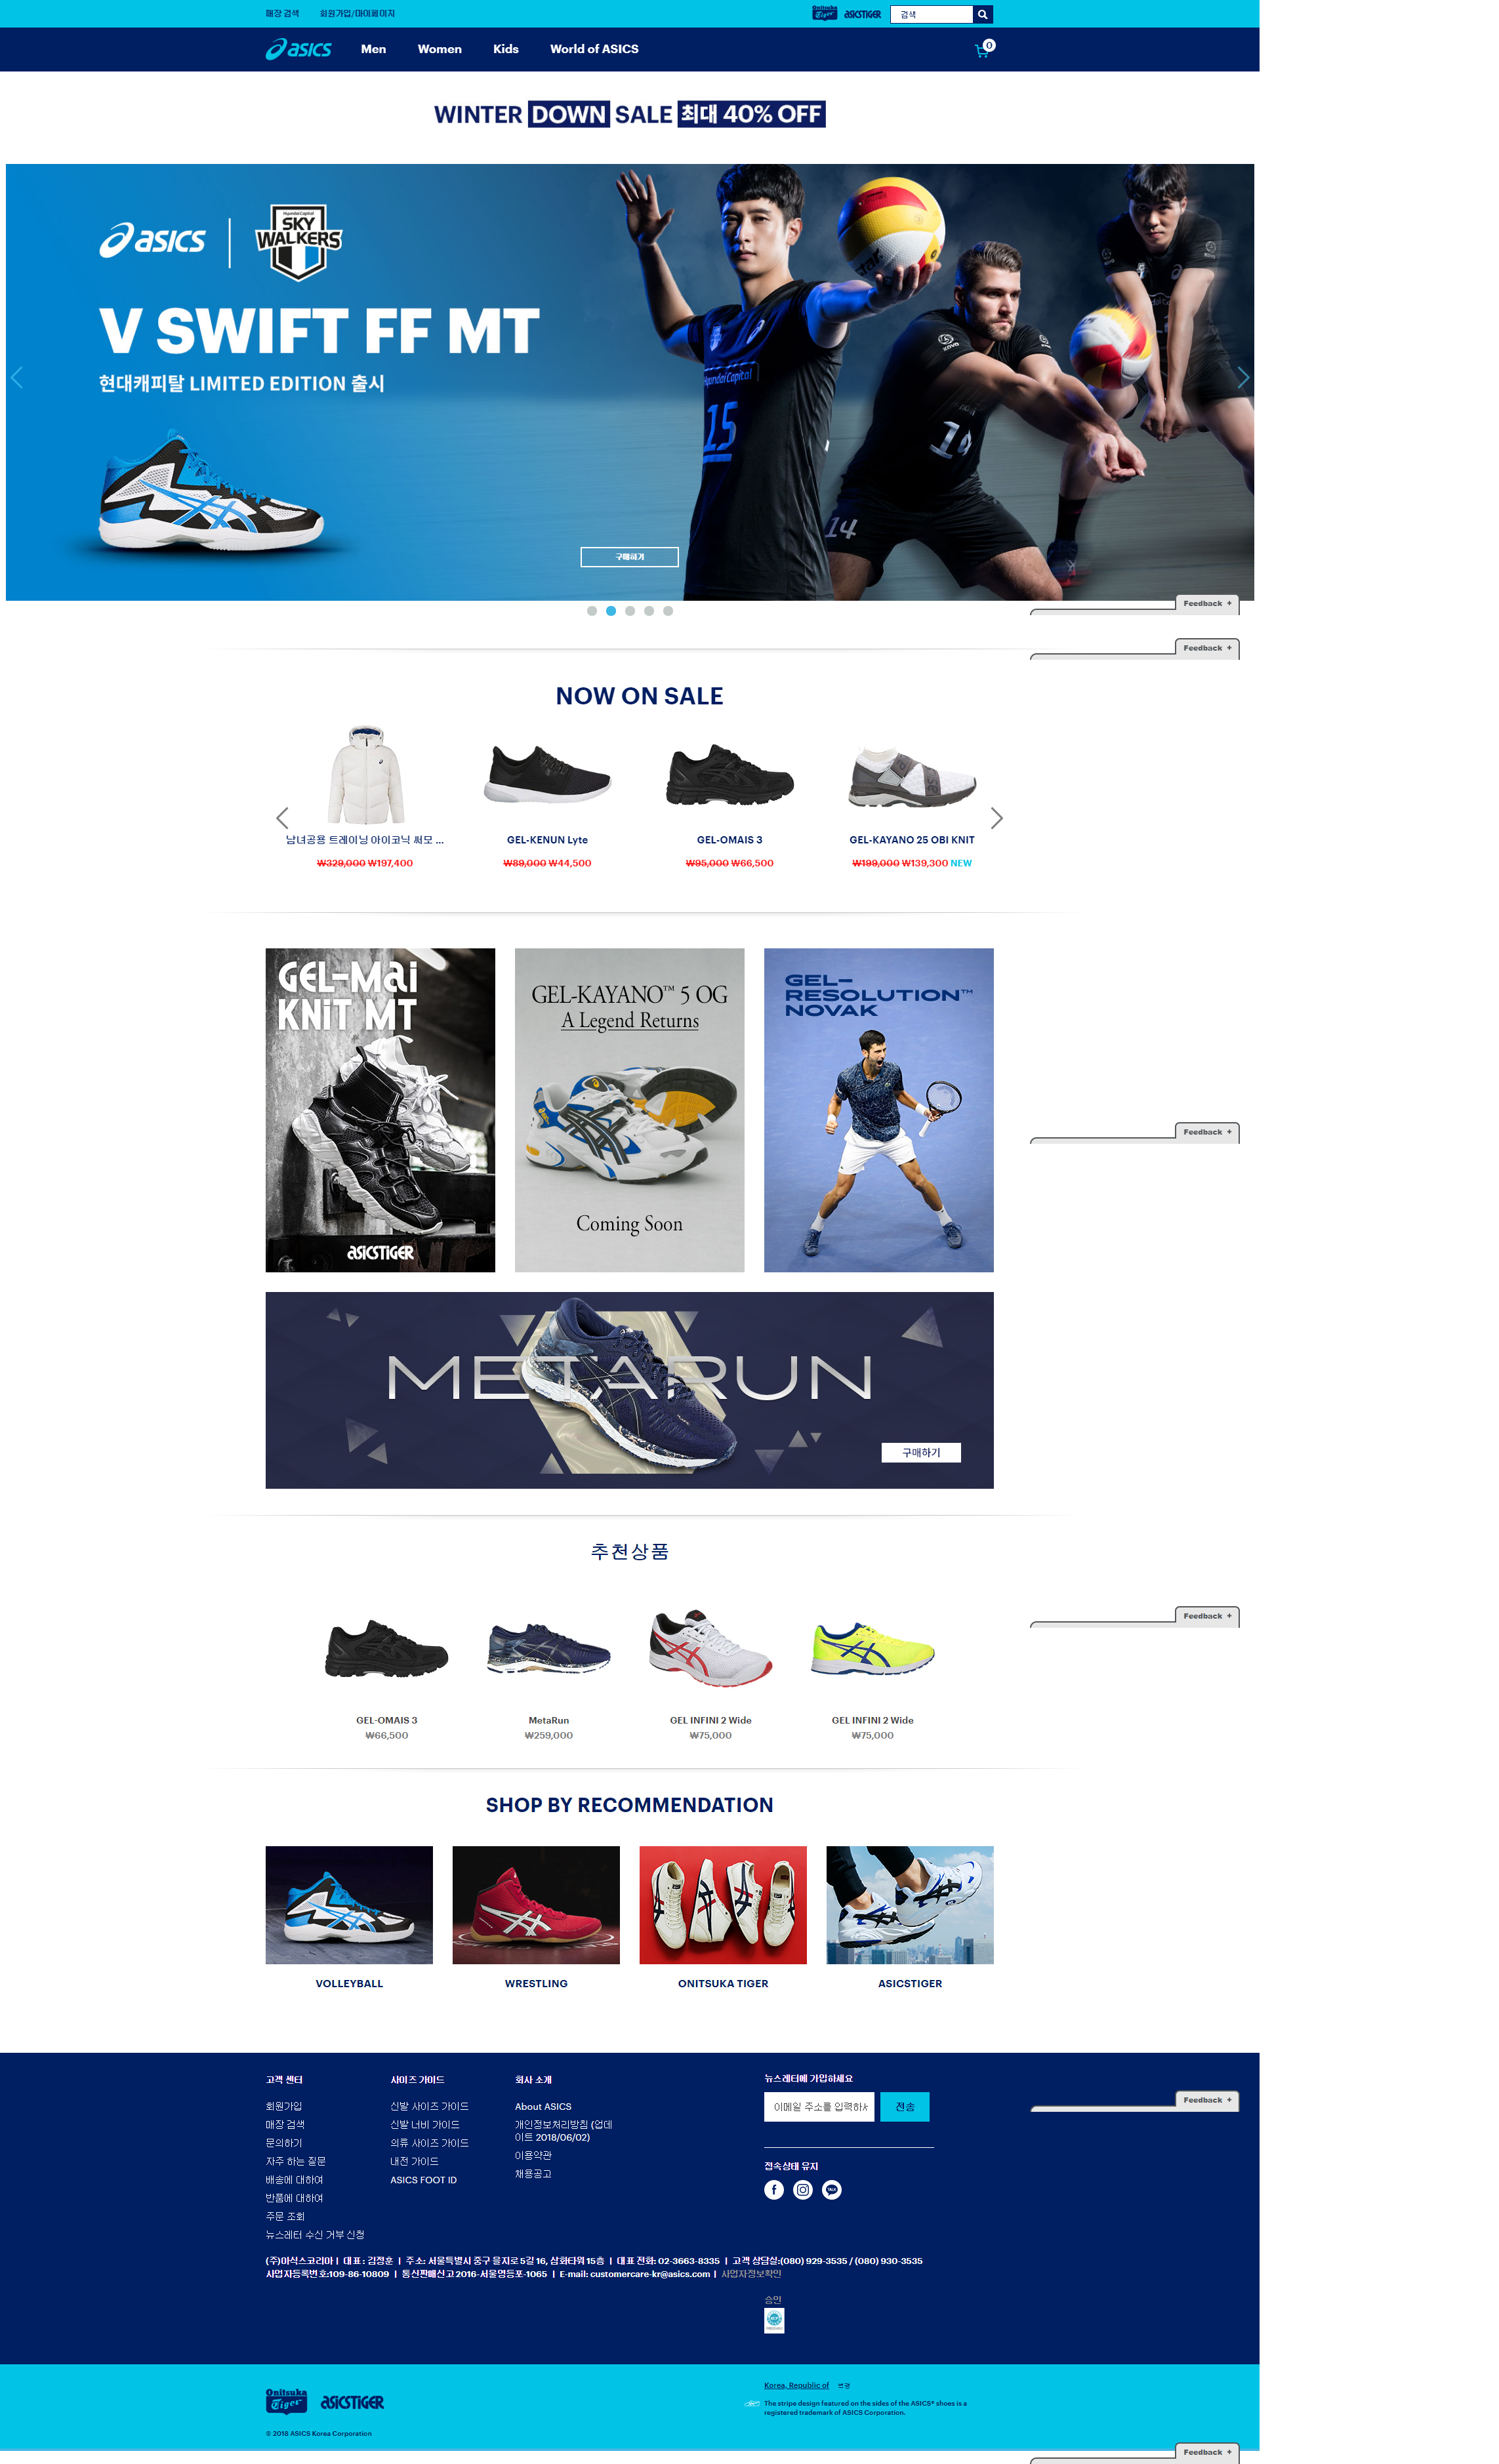 매장 검색 회원가입/마이페이지
Onitsuka Tiger ASICSTIGER 검색
asics Men Women Kids World of ASICS 0
WINTER DOWN SALE 최대 40% OFF
asics Hyundai Capital SKY WALKERS
V SWIFT FF MT
현대캐피탈 LIMITED EDITION 출시
Star
Hyundai Capital
15
14
14
KOVO
구매하기
Feedback +
Feedback +
NOW ON SALE
남녀공용 트레이닝 아이코닉 써모 ...
₩329,000 ₩197,400
GEL-KENUN Lyte
₩89,000 ₩44,500
GEL-OMAIS 3
₩95,000 ₩66,500
GEL-KAYANO 25 OBI KNIT
₩199,000 ₩139,300 NEW
GEL-MAI
KNIT MT
ASICSTIGER
GEL-KAYANO™ 5 OG
A Legend Returns
Coming Soon
GEL-
RESOLUTION™
NOVAK
Feedback +
METARUN
구매하기
추천상품
Feedback +
GEL-OMAIS 3
₩66,500
MetaRun
₩259,000
GEL INFINI 2 Wide
₩75,000
GEL INFINI 2 Wide
₩75,000
SHOP BY RECOMMENDATION
VOLLEYBALL
WRESTLING
ONITSUKA TIGER
ASICSTIGER
고객 센터
회원가입
매장 검색
문의하기
자주 하는 질문
배송에 대하여
반품에 대하여
주문 조회
뉴스레터 수신 거부 신청
사이즈 가이드
신발 사이즈 가이드
신발 너비 가이드
의류 사이즈 가이드
내전 가이드
ASICS FOOT ID
회사 소개
About ASICS
개인정보처리방침 (업데
이트 2018/06/02)
이용약관
채용공고
뉴스레터에 가입하세요
이메일 주소를 입력하세 전송
접속상태 유지
TALK
Feedback +
(주)아식스코리아 | 대표 : 김정훈 | 주소: 서울특별시 중구 을지로 5길 16, 삼화타워 15층 | 대표 전화: 02-3663-8335 | 고객 상담실:(080) 929-3535 / (080) 930-3535
사업자등록번호:109-86-10809 | 통신판매신고 2016-서울영등포-1065 | E-mail: customercare-kr@asics.com | 사업자정보확인
승인
Korea, Republic of 변경
Onitsuka Tiger ASICSTIGER
The stripe design featured on the sides of the ASICS® shoes is a
registered trademark of ASICS Corporation.
© 2018 ASICS Korea Corporation
Feedback +